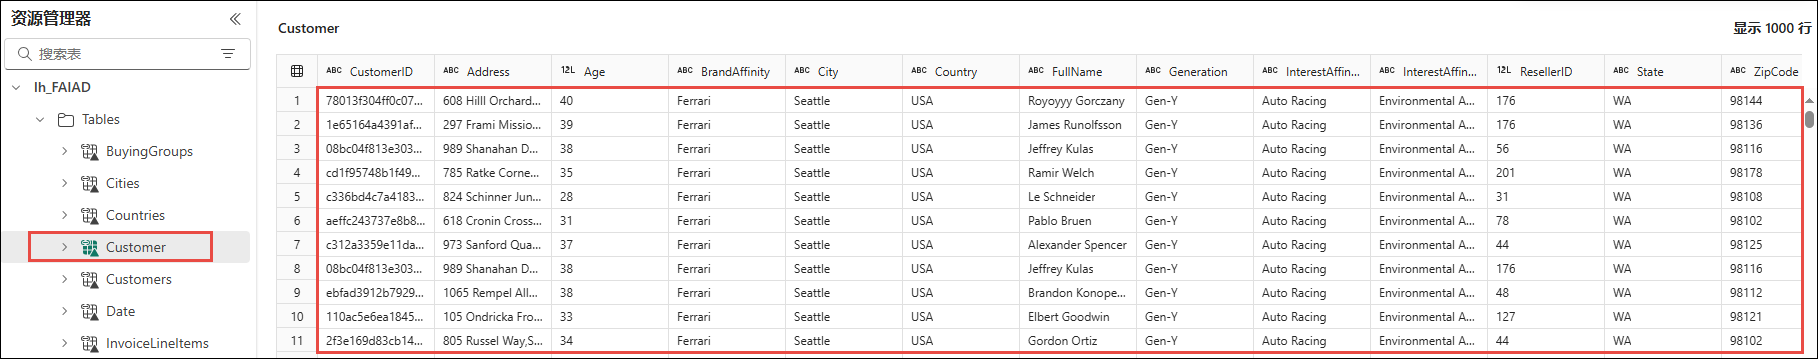 资源管理器
搜索表
lh_FAIAD
Tables
BuyingGroups
Cities
Countries
Customer
Customers
Date
InvoiceLineItems
Customer 显示 1000 行
ABC CustomerID ABC Address 12L Age ABC BrandAffinity ABC City ABC Country ABC FullName ABC Generation ABC InterestAffin... ABC InterestAffin... 12L ResellerID ABC State ABC ZipCode
1 78013f304ff0c07... 608 Hilll Orchard... 40 Ferrari Seattle USA Royoyyy Gorczany Gen-Y Auto Racing Environmental A... 176 WA 98144
2 1e65164a4391af... 297 Frami Missio... 39 Ferrari Seattle USA James Runolfsson Gen-Y Auto Racing Environmental A... 176 WA 98136
3 08bc04f813e303... 989 Shanahan D... 38 Ferrari Seattle USA Jeffrey Kulas Gen-Y Auto Racing Environmental A... 56 WA 98116
4 cd1f95748b1f49... 785 Ratke Corne... 35 Ferrari Seattle USA Ramir Welch Gen-Y Auto Racing Environmental A... 201 WA 98178
5 c336bd4c7a4183... 824 Schinner Jun... 28 Ferrari Seattle USA Le Schneider Gen-Y Auto Racing Environmental A... 31 WA 98108
6 aeffc243737e8b8... 618 Cronin Cross... 31 Ferrari Seattle USA Pablo Bruen Gen-Y Auto Racing Environmental A... 78 WA 98102
7 c312a3359e11da... 973 Sanford Qua... 37 Ferrari Seattle USA Alexander Spencer Gen-Y Auto Racing Environmental A... 44 WA 98125
8 08bc04f813e303... 989 Shanahan D... 38 Ferrari Seattle USA Jeffrey Kulas Gen-Y Auto Racing Environmental A... 176 WA 98116
9 ebfad3912b7929... 1065 Rempel All... 38 Ferrari Seattle USA Brandon Konope... Gen-Y Auto Racing Environmental A... 48 WA 98112
10 110ac5e6ea1845... 105 Ondricka Fro... 33 Ferrari Seattle USA Elbert Goodwin Gen-Y Auto Racing Environmental A... 127 WA 98121
11 2f3e169d83cb14... 805 Russel Way,S... 34 Ferrari Seattle USA Gordon Ortiz Gen-Y Auto Racing Environmental A... 44 WA 98102